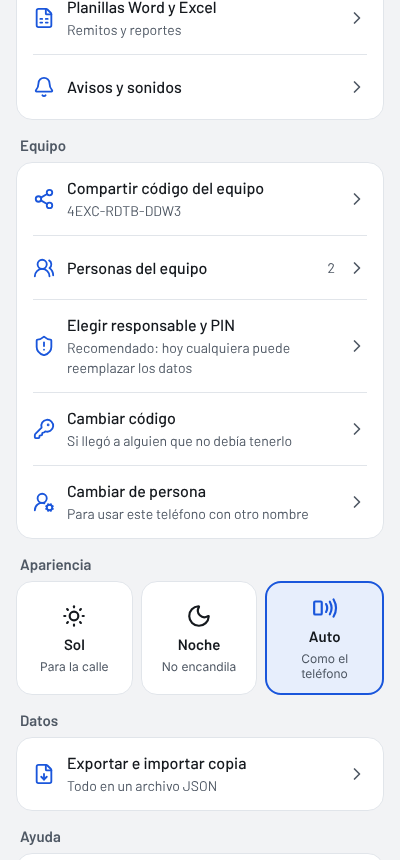 Planillas Word y Excel
Remitos y reportes
Avisos y sonidos
Equipo
Compartir código del equipo
4EXC-RDTB-DDW3
Personas del equipo
2
Elegir responsable y PIN
Recomendado: hoy cualquiera puede
reemplazar los datos
Cambiar código
Si llegó a alguien que no debía tenerlo
Cambiar de persona
Para usar este teléfono con otro nombre
Apariencia
Sol
Para la calle
Noche
No encandila
Auto
Como el
teléfono
Datos
Exportar e importar copia
Todo en un archivo JSON
Ayuda